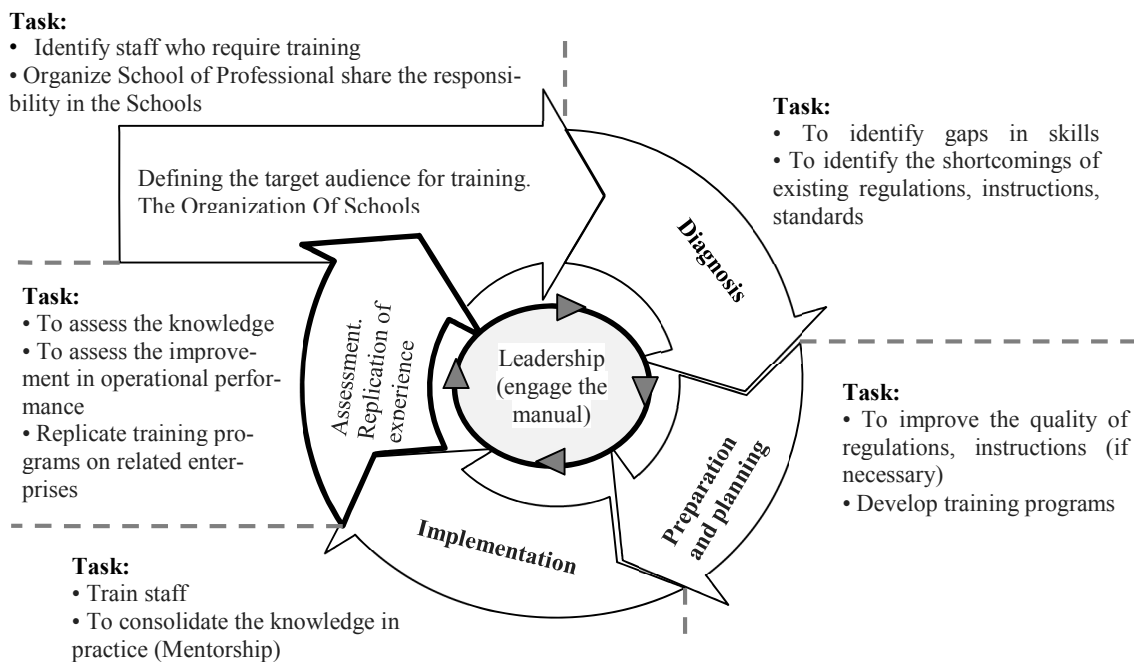 Task:
• Identify staff who require training
• Organize School of Professional share the responsi-
bility in the Schools
Defining the target audience for training.
The Organization Of Schools
Task:
• To identify gaps in skills
• To identify the shortcomings of
existing regulations, instructions,
standards
Diagnosis
Task:
• To assess the knowledge
• To assess the improve-
ment in operational perfor-
mance
• Replicate training pro-
grams on related enter-
prises
Assessment.
Replication of
experience
Leadership
(engage the
manual)
Task:
• To improve the quality of
regulations, instructions (if
necessary)
• Develop training programs
Preparation
and planning
Implementation
Task:
• Train staff
• To consolidate the knowledge in
practice (Mentorship)